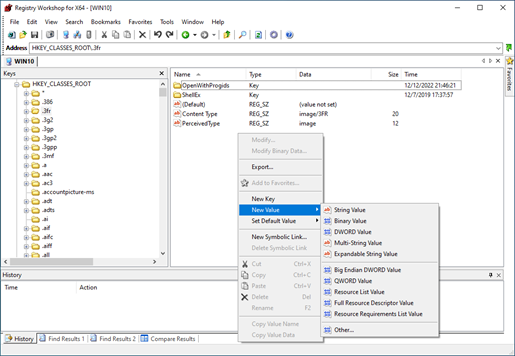 Registry Workshop for X64 - [WIN10]
File Edit View Search Bookmarks Favorites Tools Window Help
Address HKEY_CLASSES_ROOT\.3fr
WIN10
Keys
HKEY_CLASSES_ROOT
*
.386
.3fr
.3g2
.3gp
.3gp2
.3gpp
.3mf
.a
.aac
.ac3
.accountpicture-ms
.adt
.adts
.ai
.aif
.aifc
.aiff
.all
Name Type Data Size Time
OpenWithProgids Key 12/12/2022 21:46:21
ShellEx Key 12/7/2019 17:37:57
(Default) REG_SZ (value not set)
Content Type REG_SZ image/3FR 20
PerceivedType REG_SZ image 12
Favorites
Modify...
Modify Binary Data...
Export...
Add to Favorites...
New Key
New Value
Set Default Value
New Symbolic Link...
Delete Symbolic Link
Cut Ctrl+X
Copy Ctrl+C
Paste Ctrl+V
Delete Del
Rename F2
Copy Value Name
Copy Value Data
String Value
Binary Value
DWORD Value
Multi-String Value
Expandable String Value
Big Endian DWORD Value
QWORD Value
Resource List Value
Full Resource Descriptor Value
Resource Requirements List Value
Other...
History
Time Action
History Find Results 1 Find Results 2 Compare Results